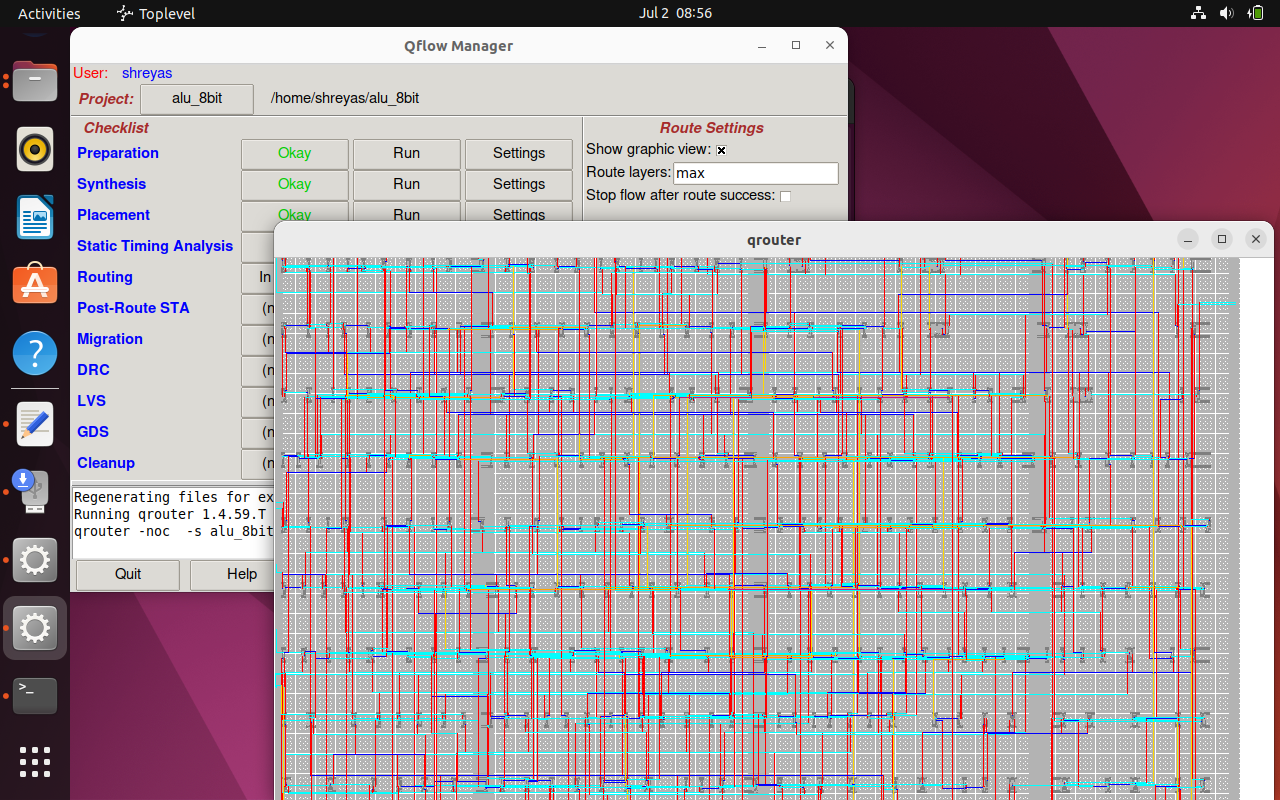 Activities Toplevel Jul 2 08:56
Qflow Manager
User: shreyas
Project: alu_8bit /home/shreyas/alu_8bit
Checklist
Preparation Okay Run Settings
Synthesis Okay Run Settings
Placement Okay Run Settings
Static Timing Analysis
Routing In
Post-Route STA (n
Migration (n
DRC (n
LVS (n
GDS (n
Cleanup (n
Route Settings
Show graphic view:
Route layers: max
Stop flow after route success:
Regenerating files for ex
Running qrouter 1.4.59.T
qrouter -noc -s alu_8bit
Quit Help
qrouter
?
>_